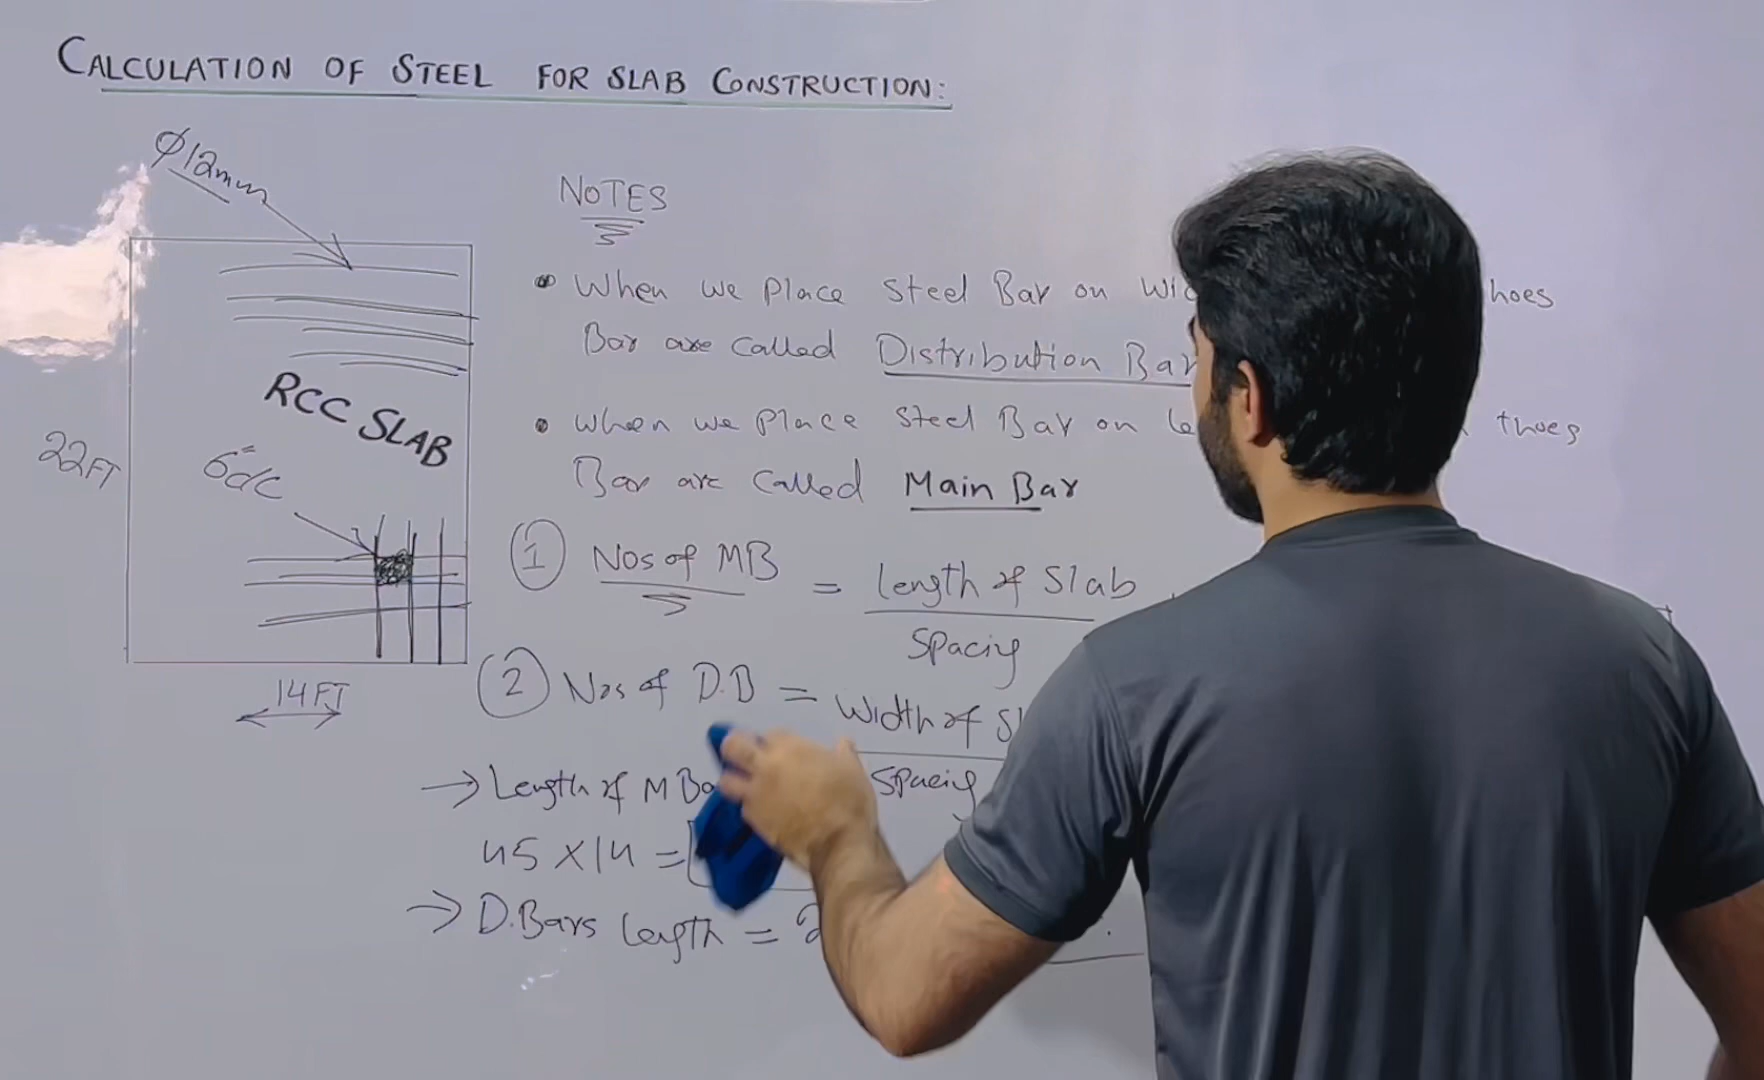 CALCULATION OF STEEL FOR SLAB CONSTRUCTION:
Ø12mm
NOTES
• When we Place Steel Bar on
hoes
Bar are Called Distribution Bar
RCC SLAB
• When we Place Steel Bar on
thoes
Bar are Called Main Bar
22FT
6"c/c
① Nos of MB = Length of Slab
Spacing
② Nos of D.B = Width of
Spacing
14FT
→ Length of M
45 X 14 =
→ D.Bars length =